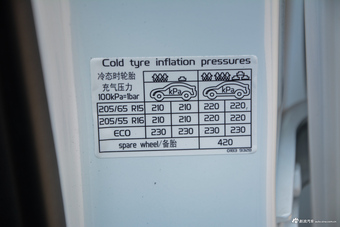 Cold tyre inflation pressures
冷态时轮胎
充气压力
100kPa=1bar
kPa kPa
205/65 R15 210 210 220 220
205/55 R16 210 210 220 220
ECO 230 230 230 230
spare wheel/备胎 420